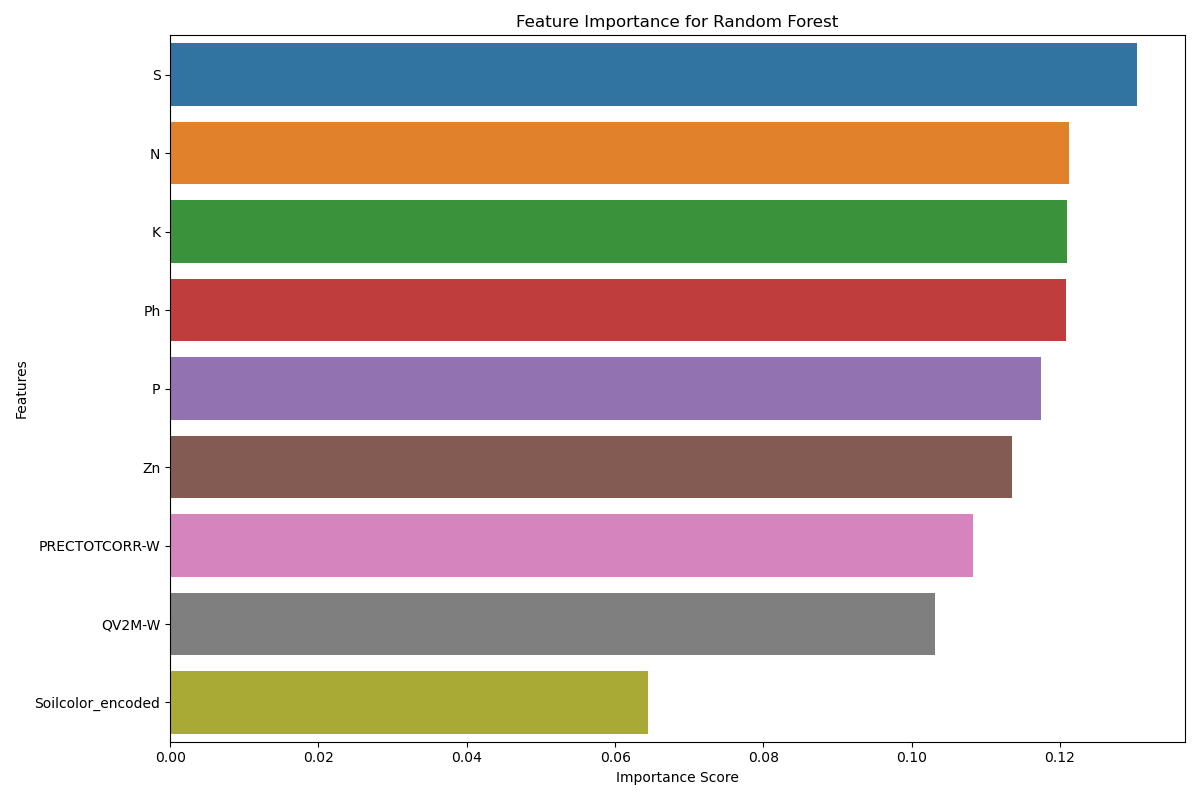 Feature Importance for Random Forest
S
N
K
Ph
P
Zn
PRECTOTCORR-W
QV2M-W
Soilcolor_encoded
Features
0.00 0.02 0.04 0.06 0.08 0.10 0.12
Importance Score